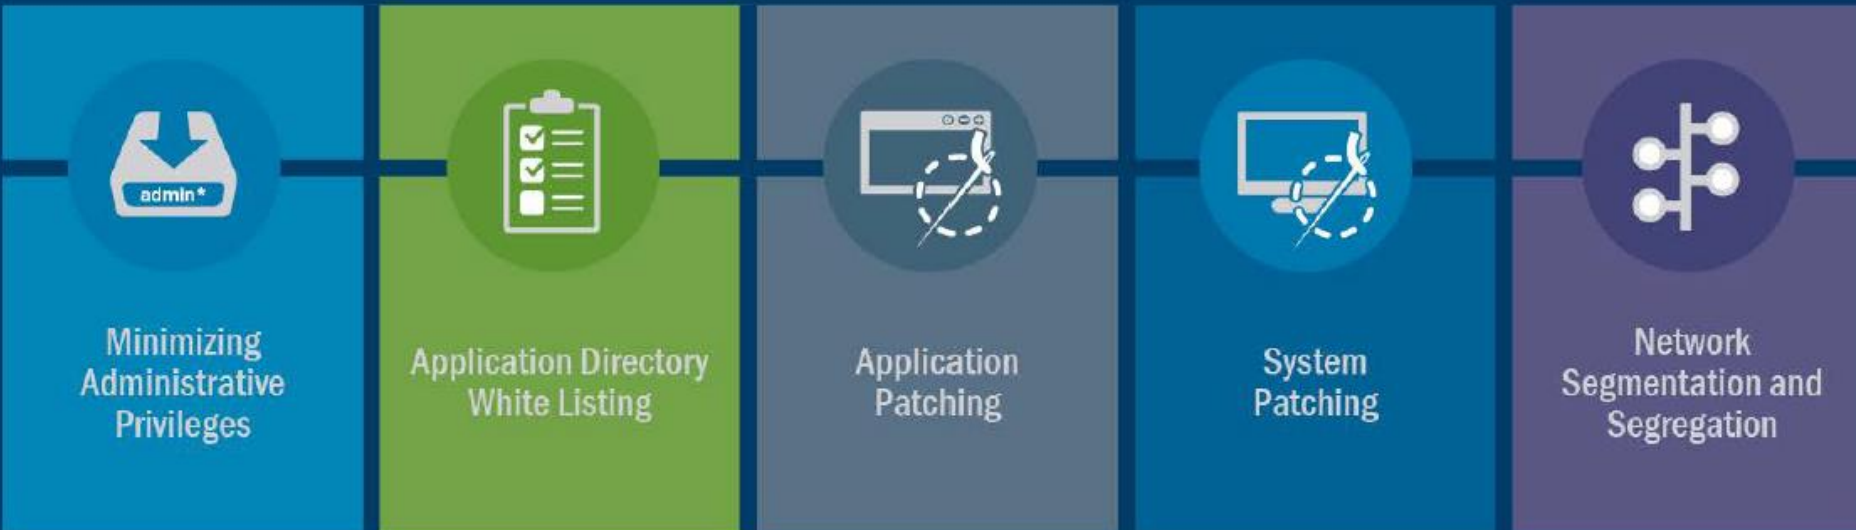 admin*
Minimizing
Administrative
Privileges
Application Directory
White Listing
Application
Patching
System
Patching
Network
Segmentation and
Segregation